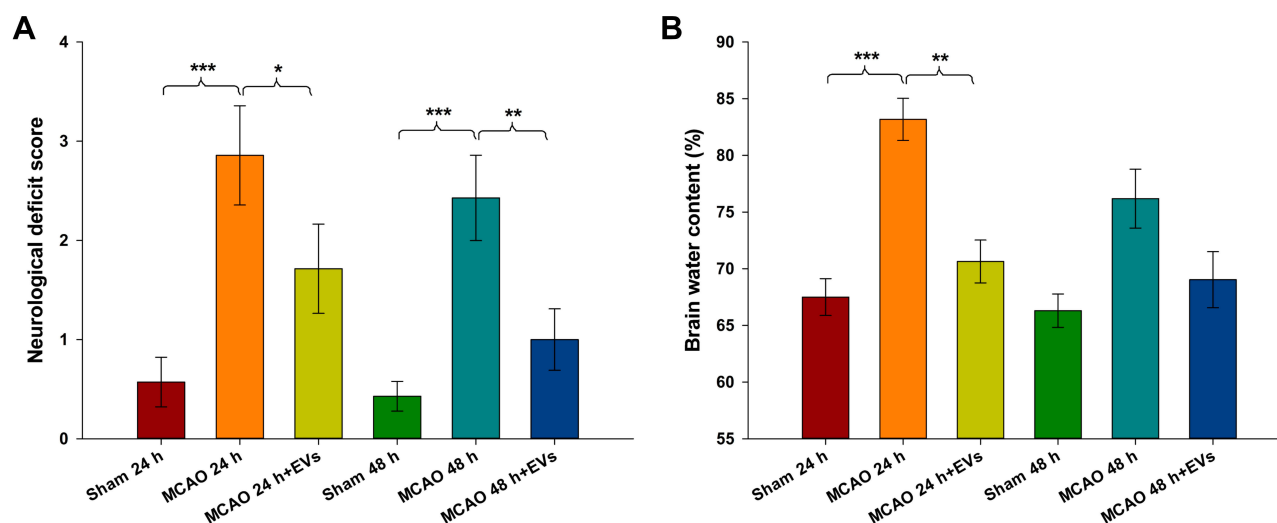 A
Neurological deficit score
4
3
2
1
0
***
*
***
**
Sham 24 h
MCAO 24 h
MCAO 24 h+EVs
Sham 48 h
MCAO 48 h
MCAO 48 h+EVs
B
Brain water content (%)
90
85
80
75
70
65
60
55
***
**
Sham 24 h
MCAO 24 h
MCAO 24 h+EVs
Sham 48 h
MCAO 48 h
MCAO 48 h+EVs